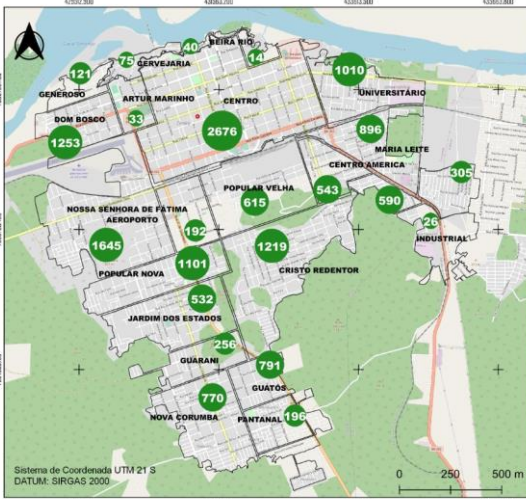 40
BEIRA RIO
75
CERVEJARIA
14
121
1010
GENEROSO
ARTUR MARINHO
CENTRO
UNIVERSITÁRIO
DOM BOSCO
33
1253
2676
896
MARIA LEITE
CENTRO AMERICA
305
POPULAR VELHA
543
615
590
NOSSA SENHORA DE FÁTIMA
AEROPORTO
26
192
INDUSTRIAL
1645
1219
1101
POPULAR NOVA
CRISTO REDENTOR
532
JARDIM DOS ESTADOS
256
GUARANI
791
GUATÓS
770
NOVA CORUMBA
PANTANAL
196
Sistema de Coordenada UTM 21 S
DATUM: SIRGAS 2000
0 250 500 m